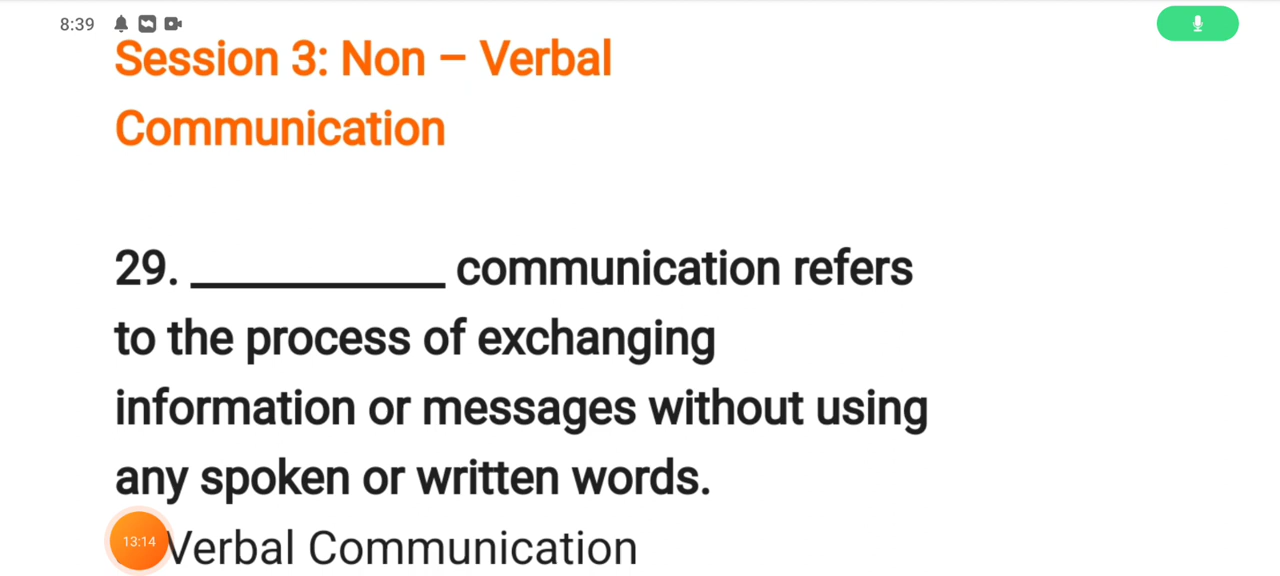 8:39
Session 3: Non – Verbal
Communication
29. ___________ communication refers
to the process of exchanging
information or messages without using
any spoken or written words.
13:14
Verbal Communication